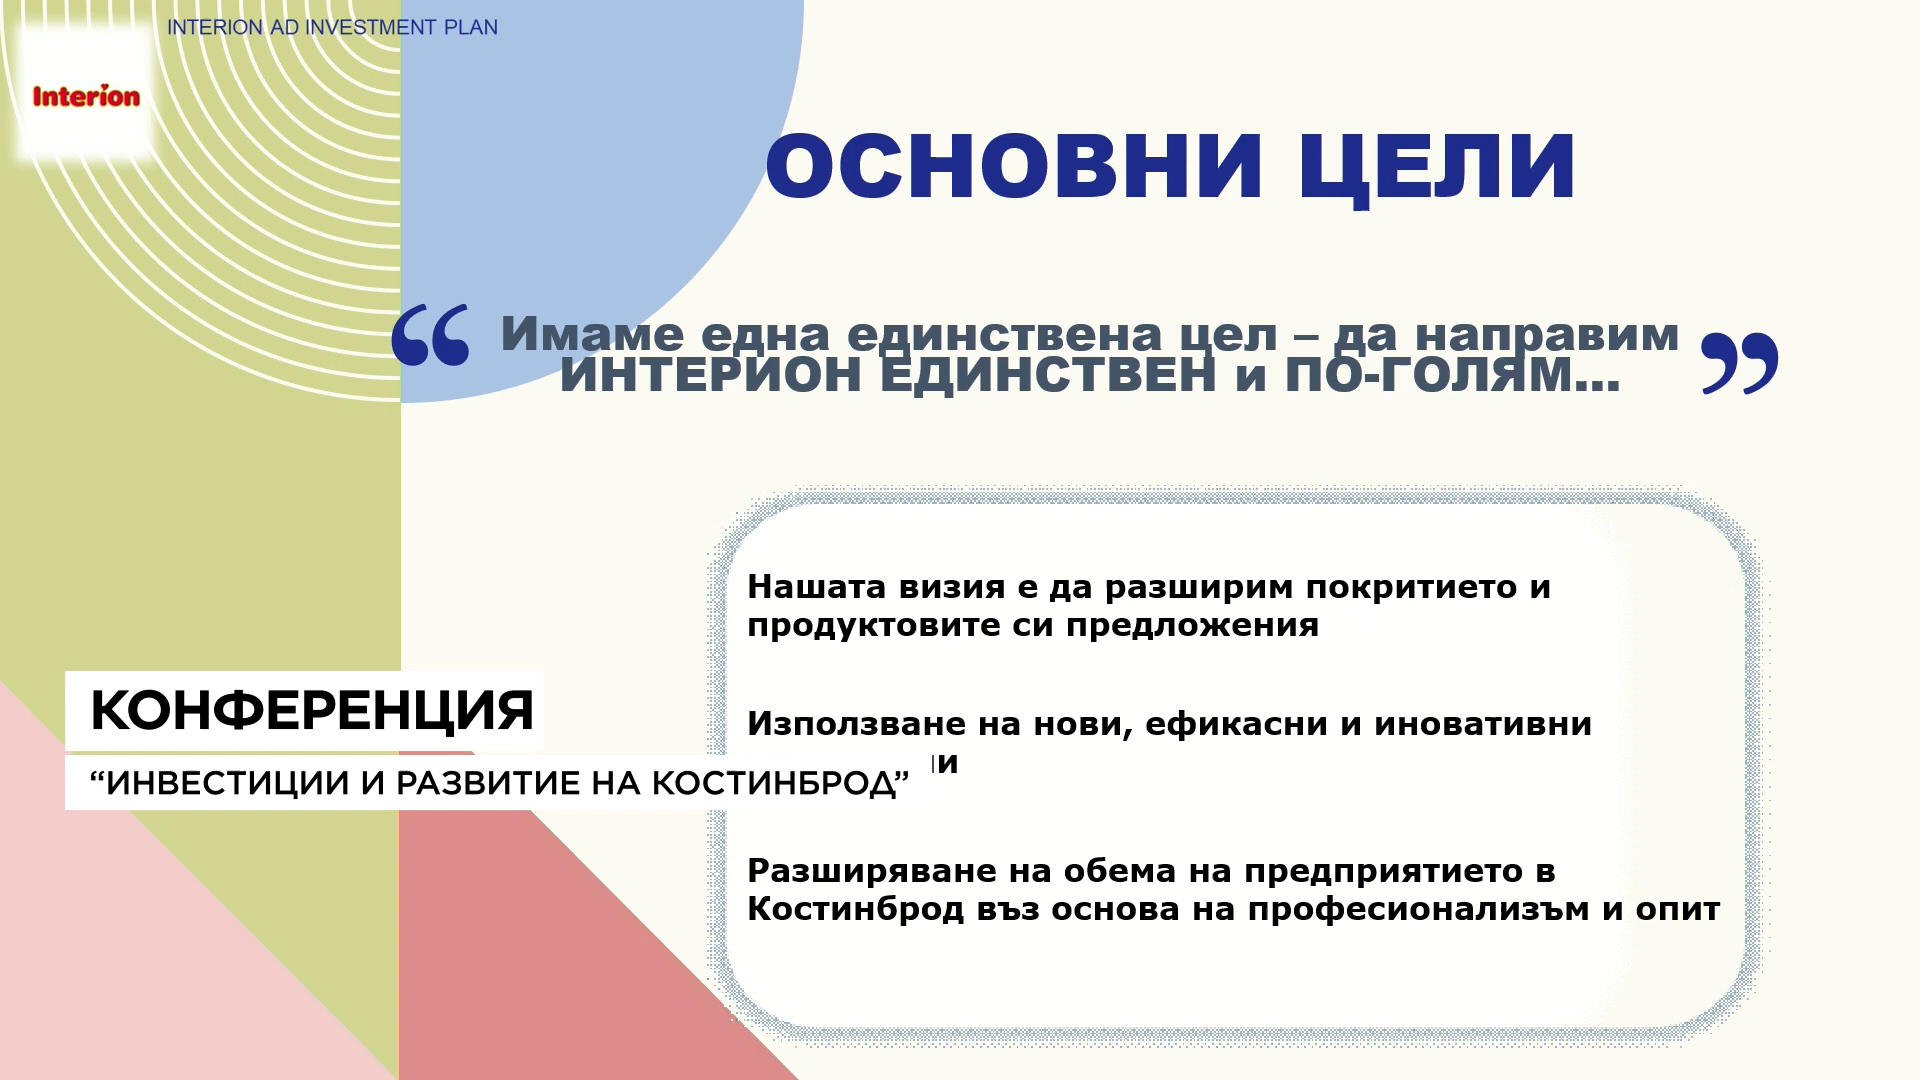 INTERION AD INVESTMENT PLAN
Interion
ОСНОВНИ ЦЕЛИ
“ Имаме една единствена цел – да направим
ИНТЕРИОН ЕДИНСТВЕН и ПО-ГОЛЯМ... ”
Нашата визия е да разширим покритието и
продуктовите си предложения
Използване на нови, ефикасни и иновативни
и
Разширяване на обема на предприятието в
Костинброд въз основа на професионализъм и опит
КОНФЕРЕНЦИЯ
“ИНВЕСТИЦИИ И РАЗВИТИЕ НА КОСТИНБРОД”